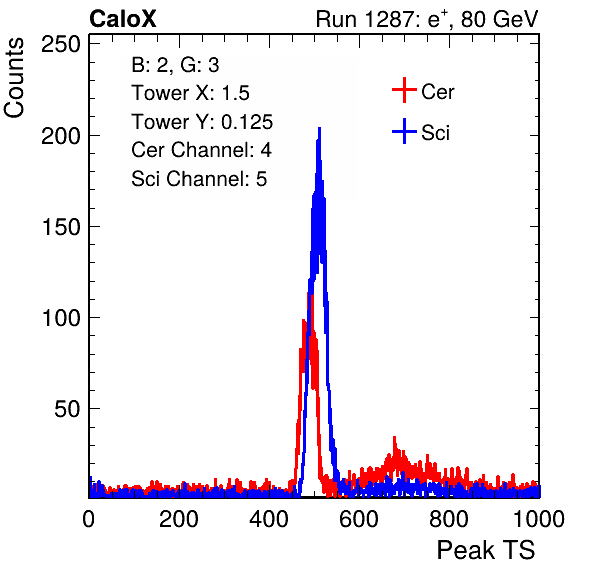 CaloX Run 1287: e⁺, 80 GeV
Counts
250
200
150
100
50
B: 2, G: 3
Tower X: 1.5
Tower Y: 0.125
Cer Channel: 4
Sci Channel: 5
Cer
Sci
0 200 400 600 800 1000
Peak TS